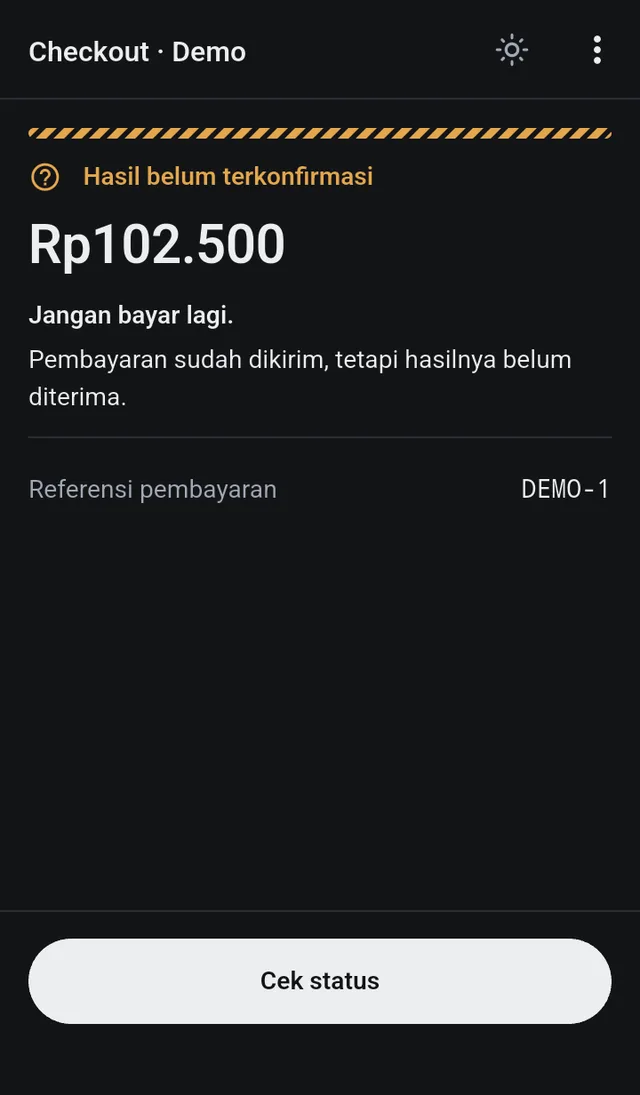 Checkout · Demo
Hasil belum terkonfirmasi
Rp102.500
Jangan bayar lagi.
Pembayaran sudah dikirim, tetapi hasilnya belum
diterima.
Referensi pembayaran DEMO-1
Cek status